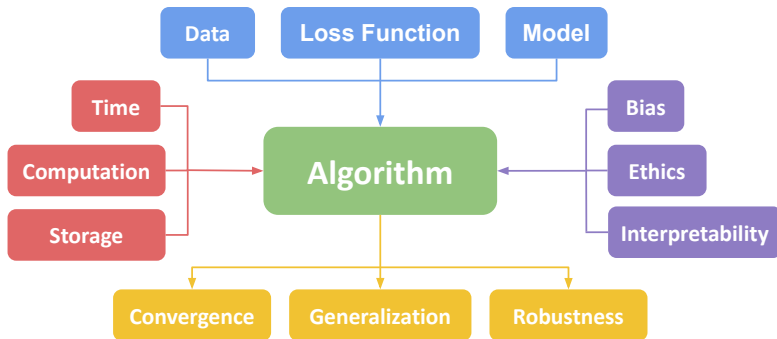 Data
Loss Function
Model
Time
Computation
Storage
Algorithm
Bias
Ethics
Interpretability
Convergence
Generalization
Robustness